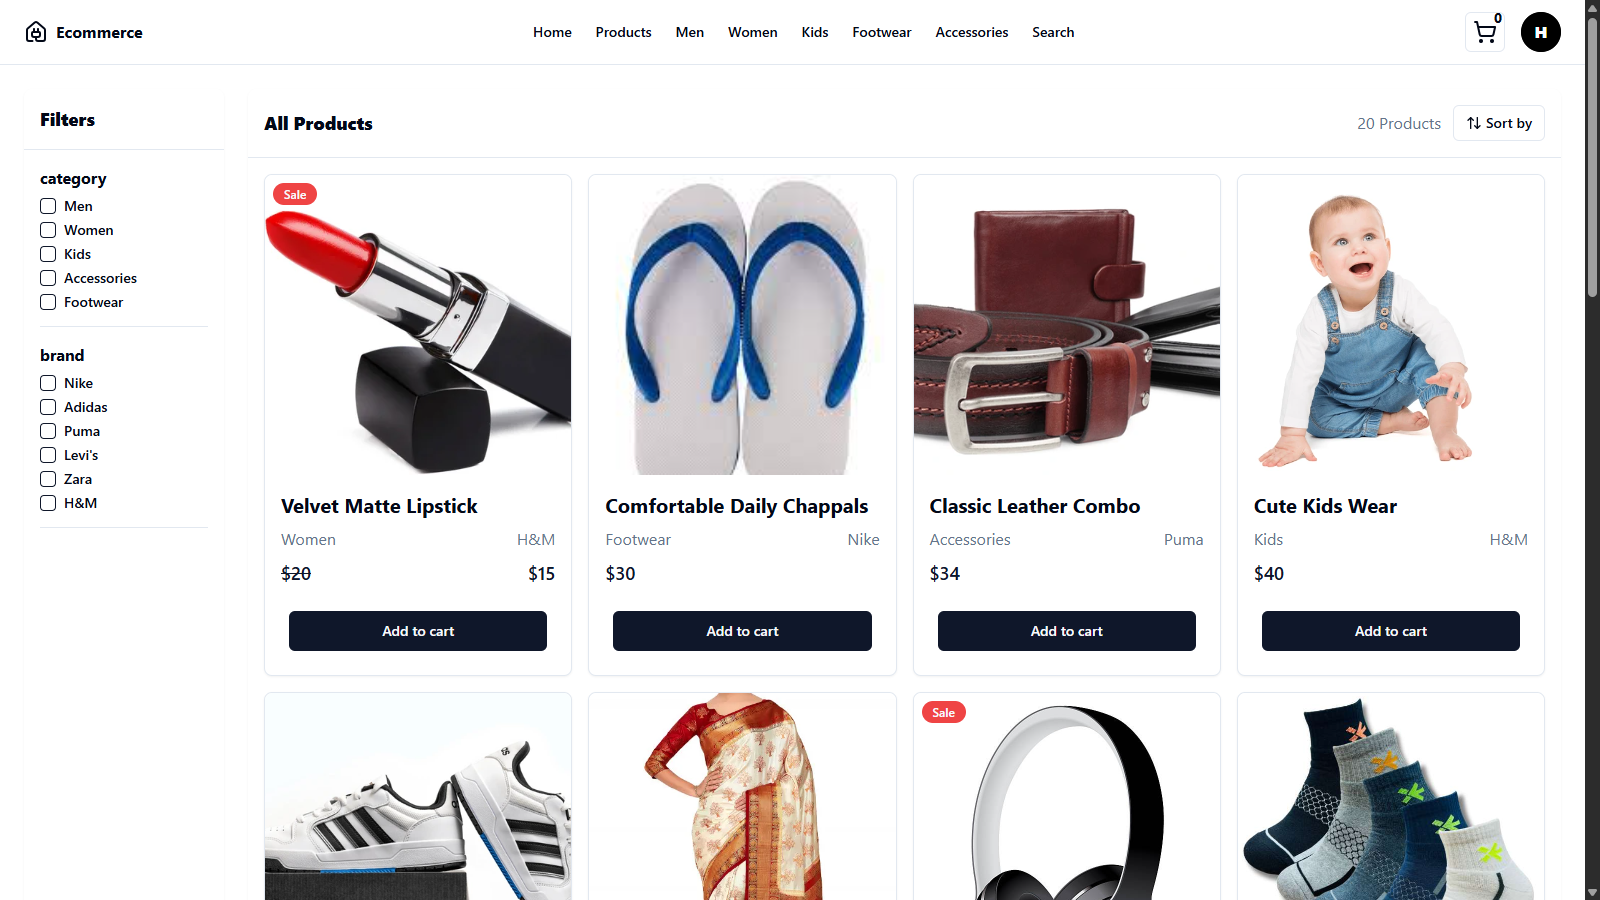 Ecommerce
Home Products Men Women Kids Footwear Accessories Search
0
H
Filters
category
Men
Women
Kids
Accessories
Footwear
brand
Nike
Adidas
Puma
Levi's
Zara
H&M
All Products
20 Products
Sort by
Sale
Velvet Matte Lipstick
Women H&M
$20 $15
Add to cart
Comfortable Daily Chappals
Footwear Nike
$30
Add to cart
Classic Leather Combo
Accessories Puma
$34
Add to cart
Cute Kids Wear
Kids H&M
$40
Add to cart
Sale